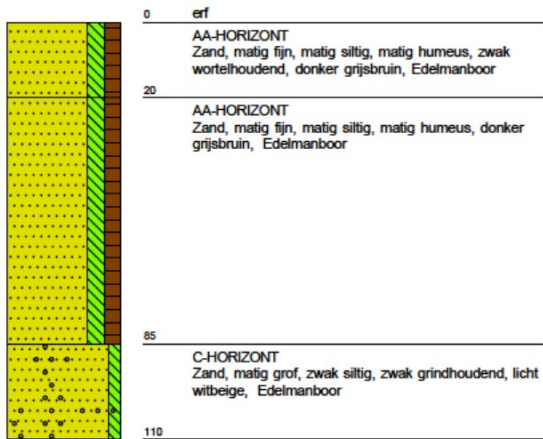 0 erf
AA-HORIZONT
Zand, matig fijn, matig siltig, matig humeus, zwak
wortelhoudend, donker grijsbruin, Edelmanboor
20
AA-HORIZONT
Zand, matig fijn, matig siltig, matig humeus, donker
grijsbruin, Edelmanboor
85
C-HORIZONT
Zand, matig grof, zwak siltig, zwak grindhoudend, licht
witbeige, Edelmanboor
110